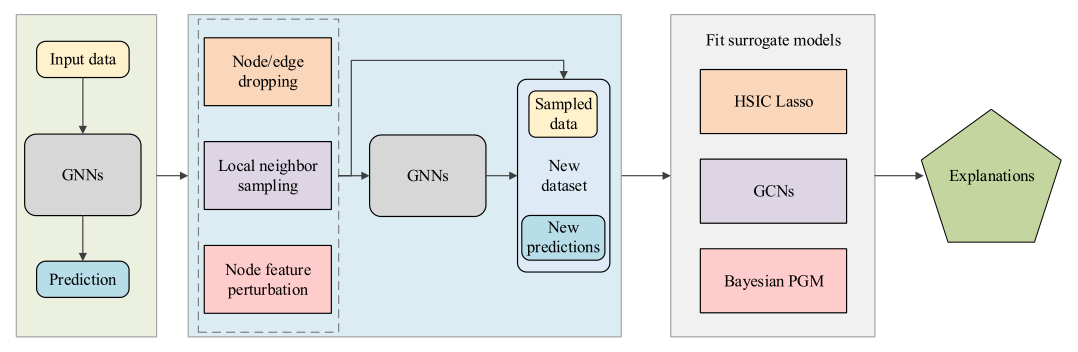 Input data
GNNs
Prediction
Node/edge
dropping
Local neighbor
sampling
Node feature
perturbation
GNNs
Sampled
data
New
dataset
New
predictions
Fit surrogate models
HSIC Lasso
GCNs
Bayesian PGM
Explanations